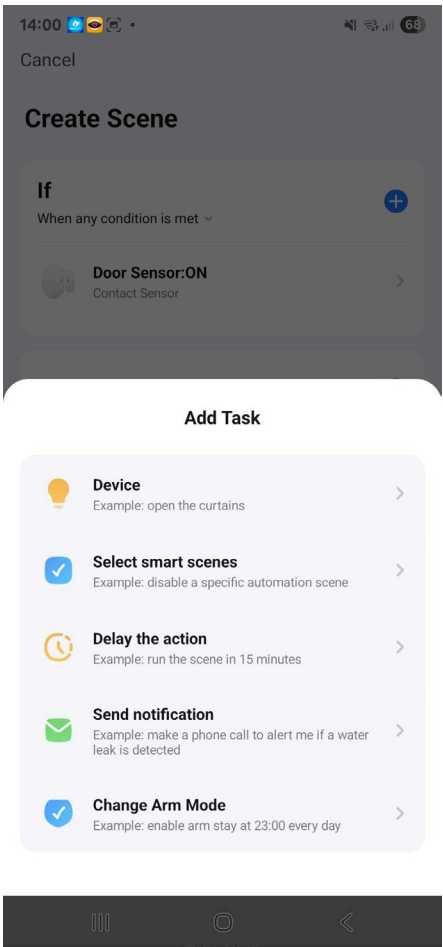 14:00
68
Cancel
Create Scene
If
When any condition is met
Door Sensor:ON
Contact Sensor
Add Task
Device
Example: open the curtains
Select smart scenes
Example: disable a specific automation scene
Delay the action
Example: run the scene in 15 minutes
Send notification
Example: make a phone call to alert me if a water
leak is detected
Change Arm Mode
Example: enable arm stay at 23:00 every day